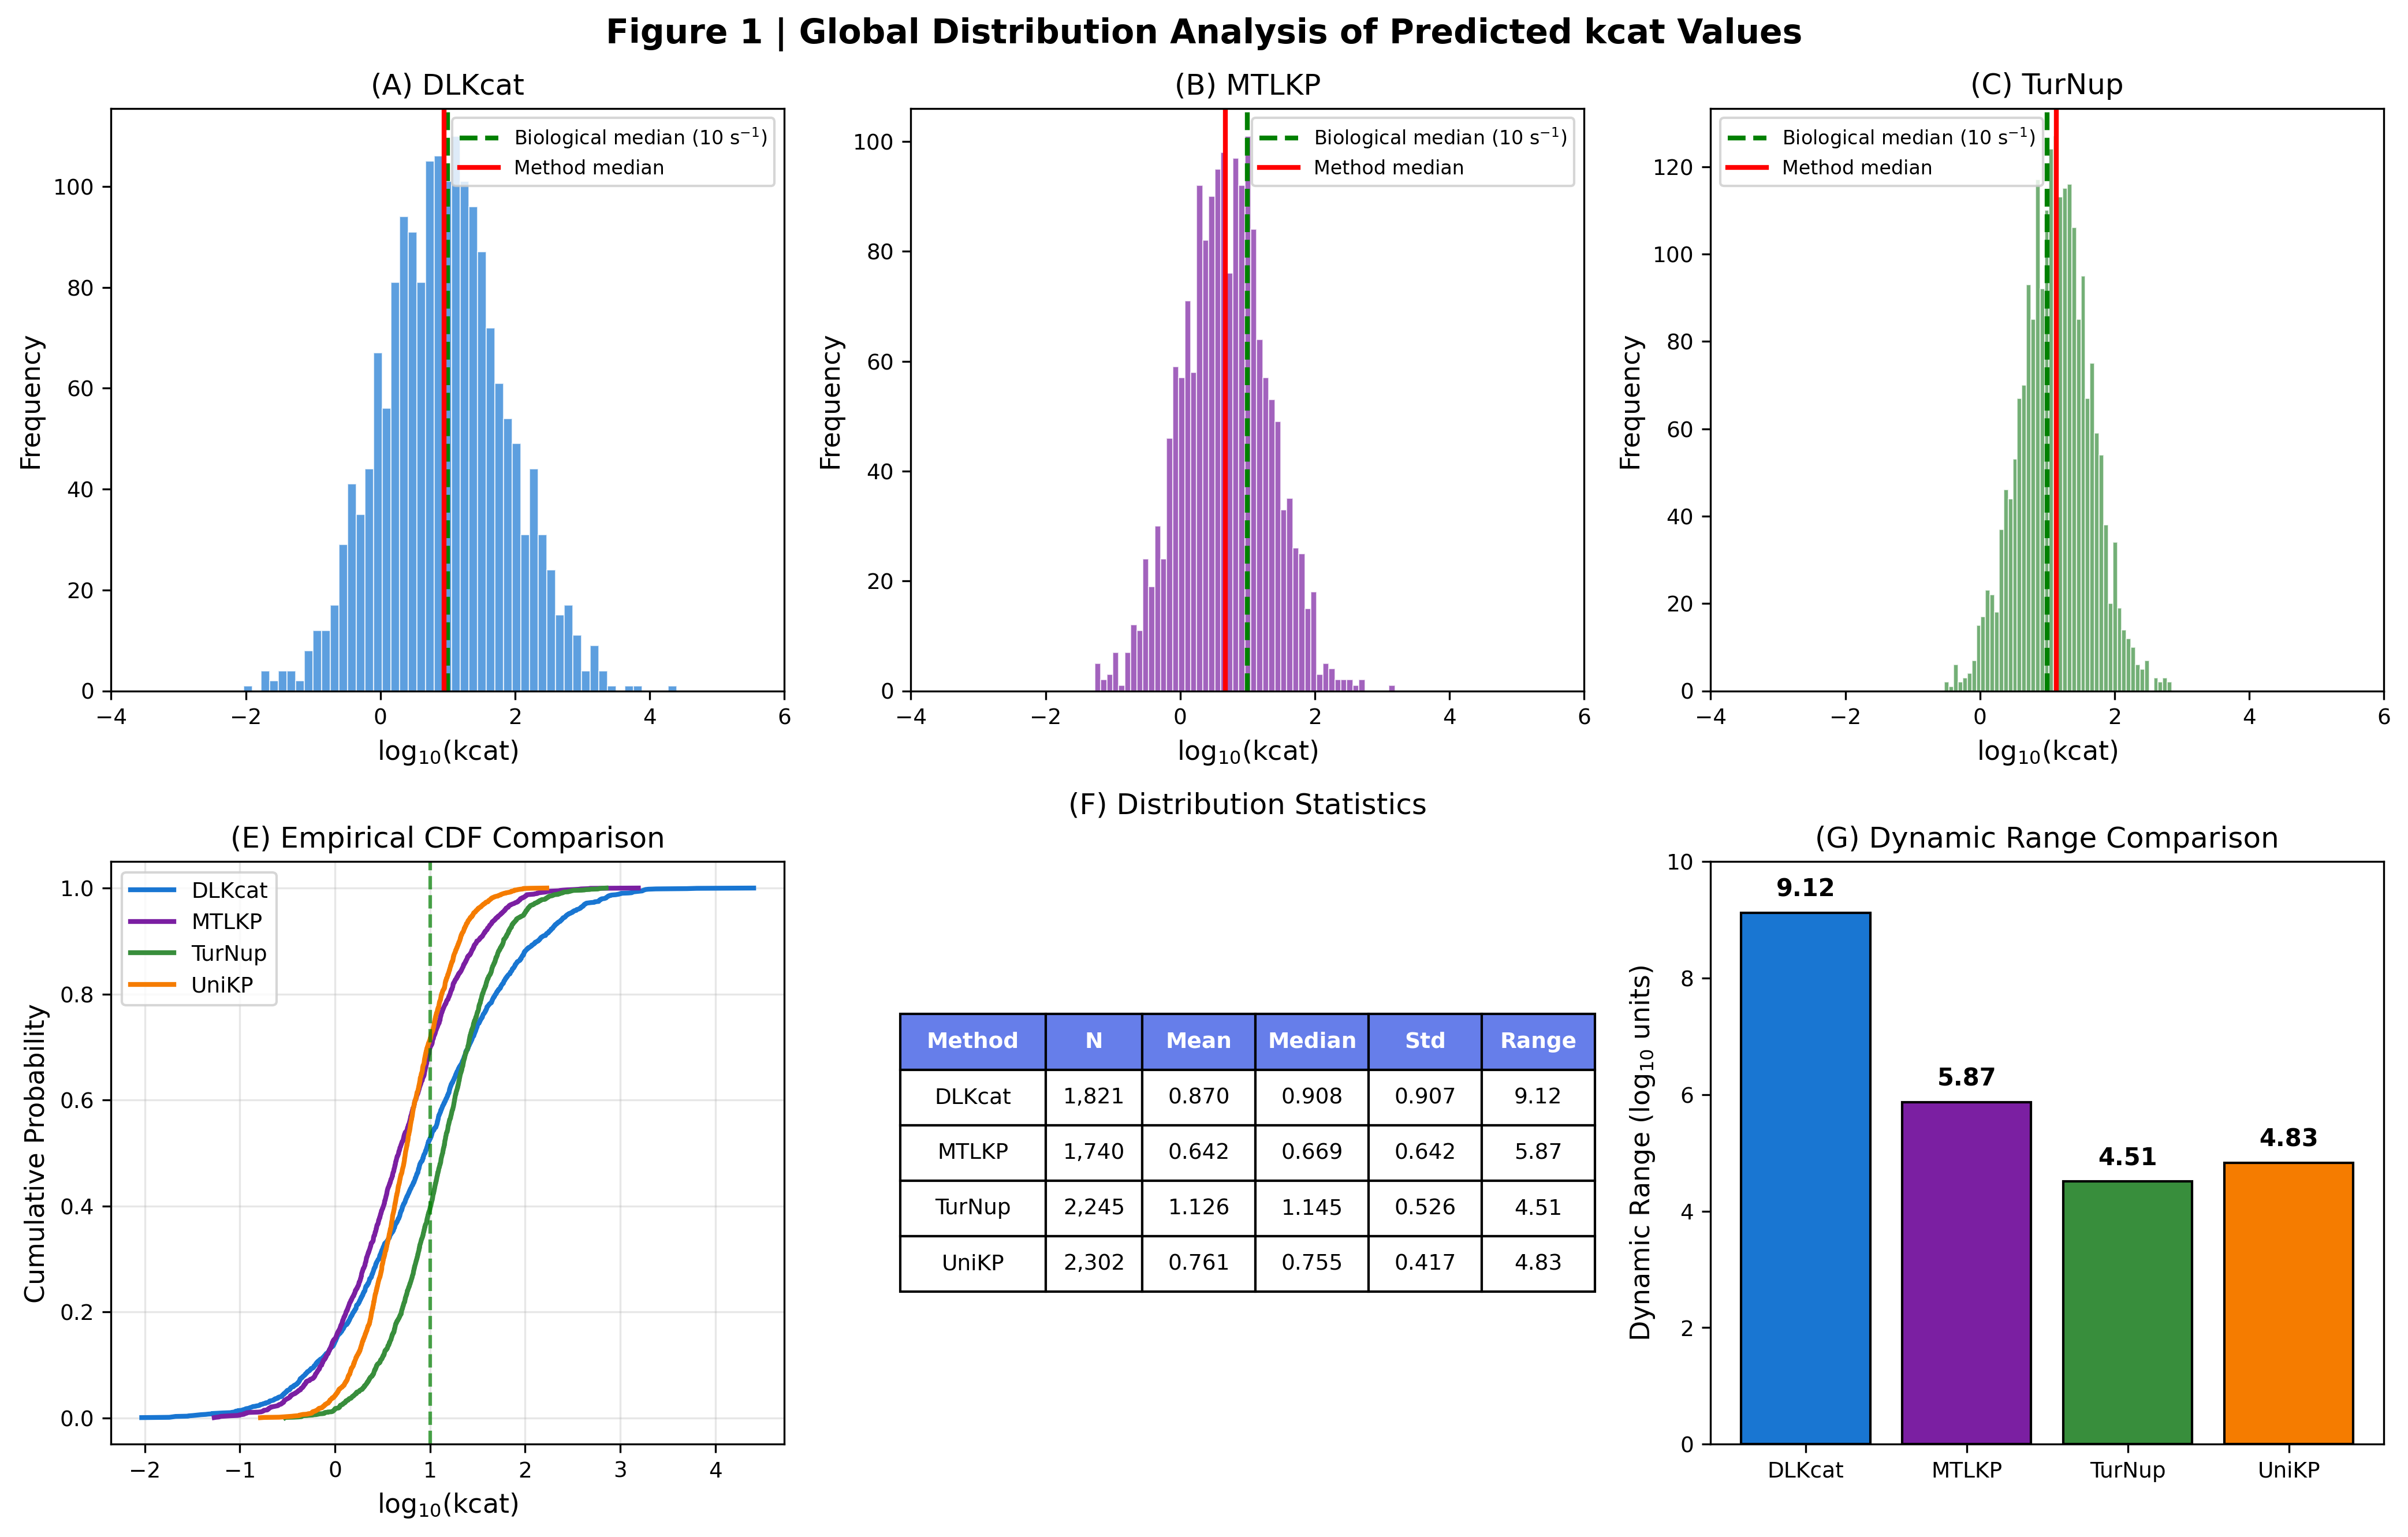 Figure 1 | Global Distribution Analysis of Predicted kcat Values
(A) DLKcat
Biological median (10 s⁻¹)
Method median
Frequency
0
20
40
60
80
100
−4
−2
0
2
4
6
log₁₀(kcat)
(B) MTLKP
Biological median (10 s⁻¹)
Method median
Frequency
0
20
40
60
80
100
−4
−2
0
2
4
6
log₁₀(kcat)
(C) TurNup
Biological median (10 s⁻¹)
Method median
Frequency
0
20
40
60
80
100
120
−4
−2
0
2
4
6
log₁₀(kcat)
(E) Empirical CDF Comparison
DLKcat
MTLKP
TurNup
UniKP
Cumulative Probability
0.0
0.2
0.4
0.6
0.8
1.0
−2
−1
0
1
2
3
4
log₁₀(kcat)
(F) Distribution Statistics
Method N Mean Median Std Range
DLKcat 1,821 0.870 0.908 0.907 9.12
MTLKP 1,740 0.642 0.669 0.642 5.87
TurNup 2,245 1.126 1.145 0.526 4.51
UniKP 2,302 0.761 0.755 0.417 4.83
(G) Dynamic Range Comparison
Dynamic Range (log₁₀ units)
0
2
4
6
8
10
9.12
5.87
4.51
4.83
DLKcat
MTLKP
TurNup
UniKP